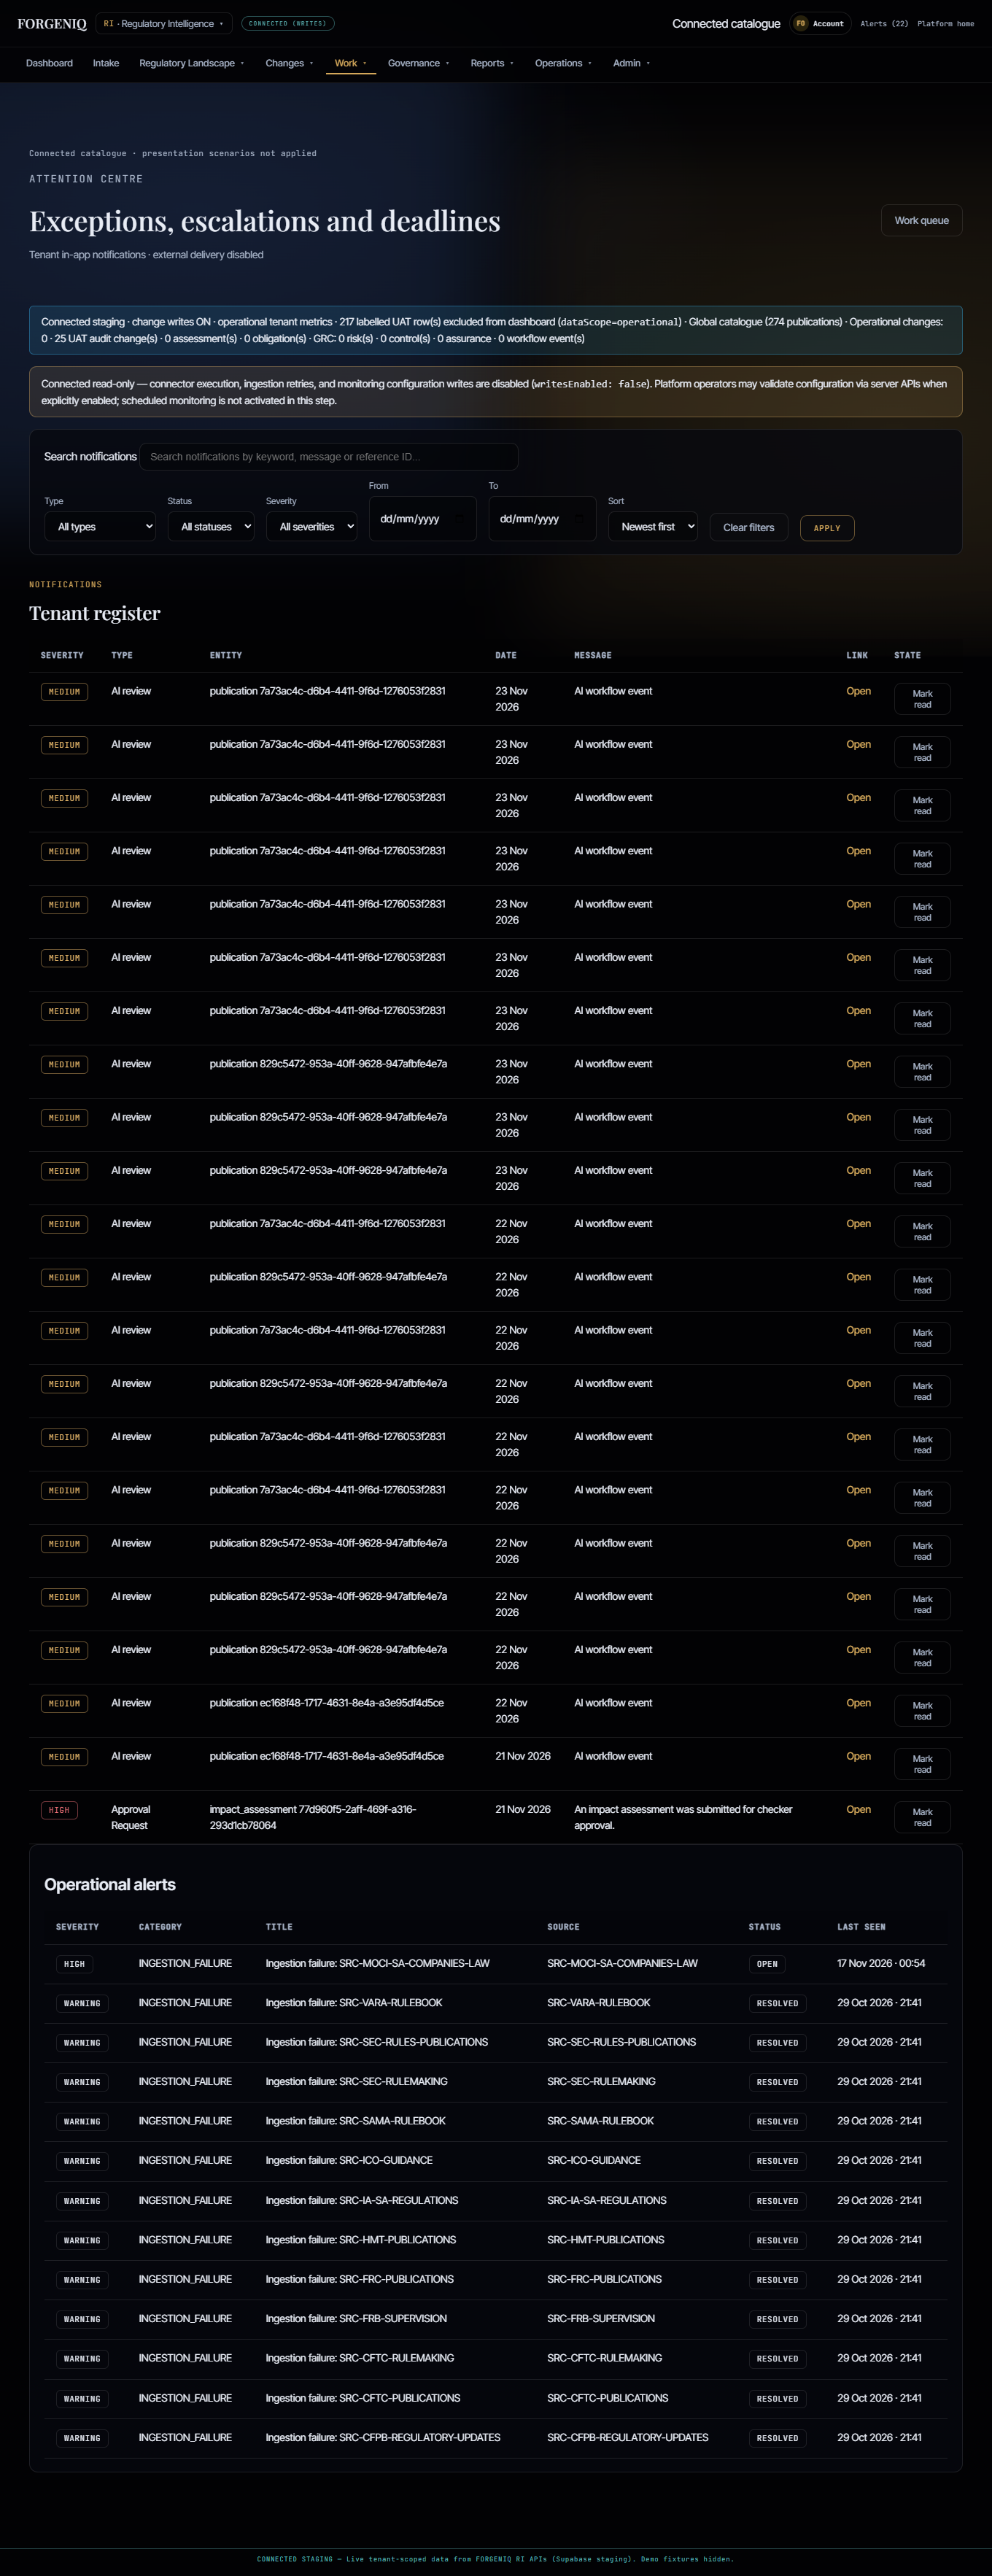 FORGENIQ
RI · Regulatory Intelligence
CONNECTED (WRITES)
Connected catalogue
FO Account
Alerts (22)
Platform home
Dashboard
Intake
Regulatory Landscape
Changes
Work
Governance
Reports
Operations
Admin
Connected catalogue · presentation scenarios not applied
ATTENTION CENTRE
Exceptions, escalations and deadlines
Work queue
Tenant in-app notifications · external delivery disabled
Connected staging · change writes ON · operational tenant metrics · 217 labelled UAT row(s) excluded from dashboard (dataScope=operational) · Global catalogue (274 publications) · Operational changes:
0 · 25 UAT audit change(s) · 0 assessment(s) · 0 obligation(s) · GRC: 0 risk(s) · 0 control(s) · 0 assurance · 0 workflow event(s)
Connected read-only — connector execution, ingestion retries, and monitoring configuration writes are disabled (writesEnabled: false). Platform operators may validate configuration via server APIs when
explicitly enabled; scheduled monitoring is not activated in this step.
Search notifications Search notifications by keyword, message or reference ID...
Type Status Severity From To Sort
All types All statuses All severities dd/mm/yyyy dd/mm/yyyy Newest first Clear filters APPLY
NOTIFICATIONS
Tenant register
SEVERITY TYPE ENTITY DATE MESSAGE LINK STATE
MEDIUM AI review publication 7a73ac4c-d6b4-4411-9f6d-1276053f2831 23 Nov 2026 AI workflow event Open Mark read
MEDIUM AI review publication 7a73ac4c-d6b4-4411-9f6d-1276053f2831 23 Nov 2026 AI workflow event Open Mark read
MEDIUM AI review publication 7a73ac4c-d6b4-4411-9f6d-1276053f2831 23 Nov 2026 AI workflow event Open Mark read
MEDIUM AI review publication 7a73ac4c-d6b4-4411-9f6d-1276053f2831 23 Nov 2026 AI workflow event Open Mark read
MEDIUM AI review publication 7a73ac4c-d6b4-4411-9f6d-1276053f2831 23 Nov 2026 AI workflow event Open Mark read
MEDIUM AI review publication 7a73ac4c-d6b4-4411-9f6d-1276053f2831 23 Nov 2026 AI workflow event Open Mark read
MEDIUM AI review publication 7a73ac4c-d6b4-4411-9f6d-1276053f2831 23 Nov 2026 AI workflow event Open Mark read
MEDIUM AI review publication 829c5472-953a-40ff-9628-947afbfe4e7a 23 Nov 2026 AI workflow event Open Mark read
MEDIUM AI review publication 829c5472-953a-40ff-9628-947afbfe4e7a 23 Nov 2026 AI workflow event Open Mark read
MEDIUM AI review publication 829c5472-953a-40ff-9628-947afbfe4e7a 23 Nov 2026 AI workflow event Open Mark read
MEDIUM AI review publication 7a73ac4c-d6b4-4411-9f6d-1276053f2831 22 Nov 2026 AI workflow event Open Mark read
MEDIUM AI review publication 829c5472-953a-40ff-9628-947afbfe4e7a 22 Nov 2026 AI workflow event Open Mark read
MEDIUM AI review publication 7a73ac4c-d6b4-4411-9f6d-1276053f2831 22 Nov 2026 AI workflow event Open Mark read
MEDIUM AI review publication 829c5472-953a-40ff-9628-947afbfe4e7a 22 Nov 2026 AI workflow event Open Mark read
MEDIUM AI review publication 7a73ac4c-d6b4-4411-9f6d-1276053f2831 22 Nov 2026 AI workflow event Open Mark read
MEDIUM AI review publication 7a73ac4c-d6b4-4411-9f6d-1276053f2831 22 Nov 2026 AI workflow event Open Mark read
MEDIUM AI review publication 829c5472-953a-40ff-9628-947afbfe4e7a 22 Nov 2026 AI workflow event Open Mark read
MEDIUM AI review publication 829c5472-953a-40ff-9628-947afbfe4e7a 22 Nov 2026 AI workflow event Open Mark read
MEDIUM AI review publication 829c5472-953a-40ff-9628-947afbfe4e7a 22 Nov 2026 AI workflow event Open Mark read
MEDIUM AI review publication ec168f48-1717-4631-8e4a-a3e95df4d5ce 22 Nov 2026 AI workflow event Open Mark read
MEDIUM AI review publication ec168f48-1717-4631-8e4a-a3e95df4d5ce 21 Nov 2026 AI workflow event Open Mark read
HIGH Approval Request impact_assessment 77d960f5-2aff-469f-a316-293d1cb78064 21 Nov 2026 An impact assessment was submitted for checker approval. Open Mark read
Operational alerts
SEVERITY CATEGORY TITLE SOURCE STATUS LAST SEEN
HIGH INGESTION_FAILURE Ingestion failure: SRC-MOCI-SA-COMPANIES-LAW SRC-MOCI-SA-COMPANIES-LAW OPEN 17 Nov 2026 · 00:54
WARNING INGESTION_FAILURE Ingestion failure: SRC-VARA-RULEBOOK SRC-VARA-RULEBOOK RESOLVED 29 Oct 2026 · 21:41
WARNING INGESTION_FAILURE Ingestion failure: SRC-SEC-RULES-PUBLICATIONS SRC-SEC-RULES-PUBLICATIONS RESOLVED 29 Oct 2026 · 21:41
WARNING INGESTION_FAILURE Ingestion failure: SRC-SEC-RULEMAKING SRC-SEC-RULEMAKING RESOLVED 29 Oct 2026 · 21:41
WARNING INGESTION_FAILURE Ingestion failure: SRC-SAMA-RULEBOOK SRC-SAMA-RULEBOOK RESOLVED 29 Oct 2026 · 21:41
WARNING INGESTION_FAILURE Ingestion failure: SRC-ICO-GUIDANCE SRC-ICO-GUIDANCE RESOLVED 29 Oct 2026 · 21:41
WARNING INGESTION_FAILURE Ingestion failure: SRC-IA-SA-REGULATIONS SRC-IA-SA-REGULATIONS RESOLVED 29 Oct 2026 · 21:41
WARNING INGESTION_FAILURE Ingestion failure: SRC-HMT-PUBLICATIONS SRC-HMT-PUBLICATIONS RESOLVED 29 Oct 2026 · 21:41
WARNING INGESTION_FAILURE Ingestion failure: SRC-FRC-PUBLICATIONS SRC-FRC-PUBLICATIONS RESOLVED 29 Oct 2026 · 21:41
WARNING INGESTION_FAILURE Ingestion failure: SRC-FRB-SUPERVISION SRC-FRB-SUPERVISION RESOLVED 29 Oct 2026 · 21:41
WARNING INGESTION_FAILURE Ingestion failure: SRC-CFTC-RULEMAKING SRC-CFTC-RULEMAKING RESOLVED 29 Oct 2026 · 21:41
WARNING INGESTION_FAILURE Ingestion failure: SRC-CFTC-PUBLICATIONS SRC-CFTC-PUBLICATIONS RESOLVED 29 Oct 2026 · 21:41
WARNING INGESTION_FAILURE Ingestion failure: SRC-CFPB-REGULATORY-UPDATES SRC-CFPB-REGULATORY-UPDATES RESOLVED 29 Oct 2026 · 21:41
CONNECTED STAGING — Live tenant-scoped data from FORGENIQ RI APIs (Supabase staging). Demo fixtures hidden.